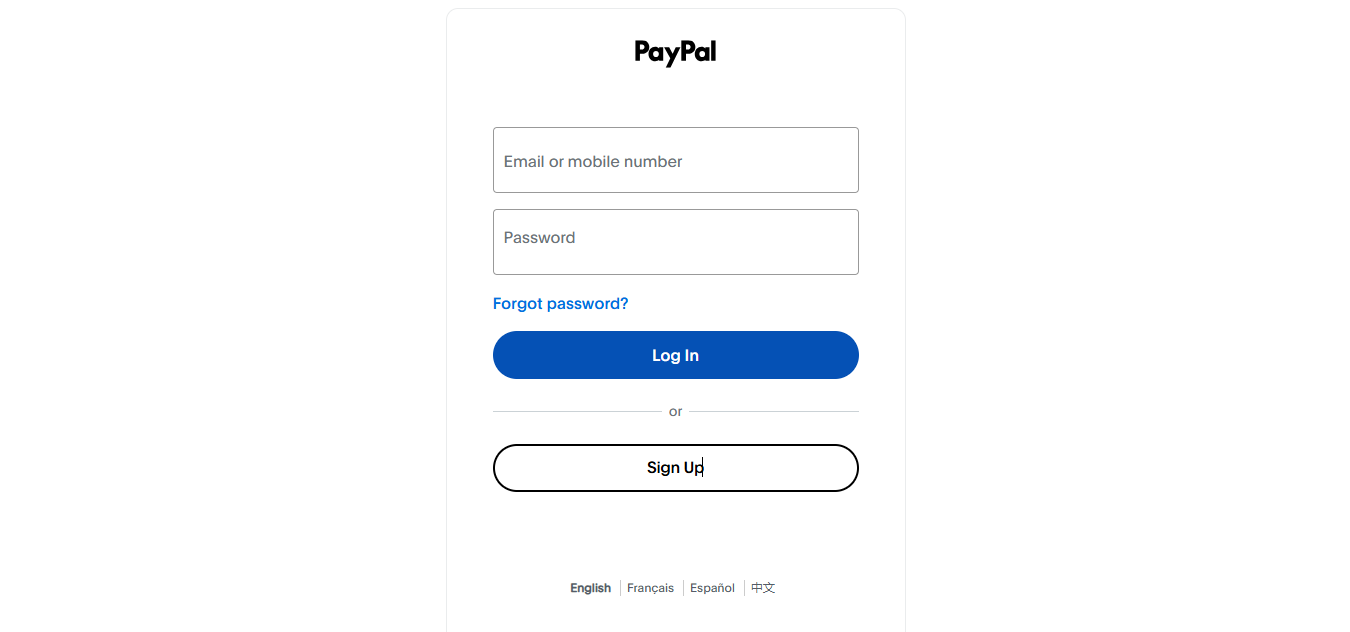 PayPal
Email or mobile number
Password
Forgot password?
Log In
or
Sign Up
English Français Español 中文